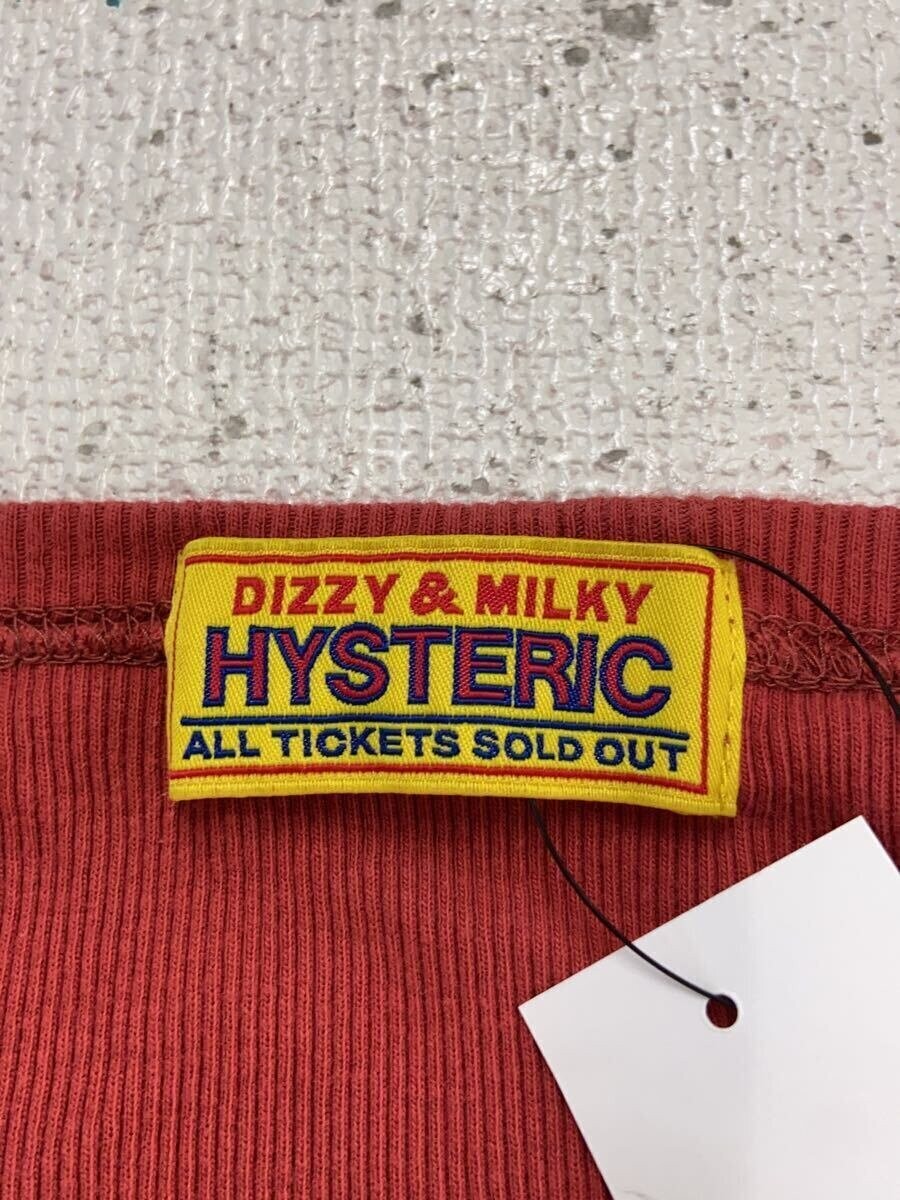 DIZZY & MILKY
HYSTERIC
ALL TICKETS SOLD OUT